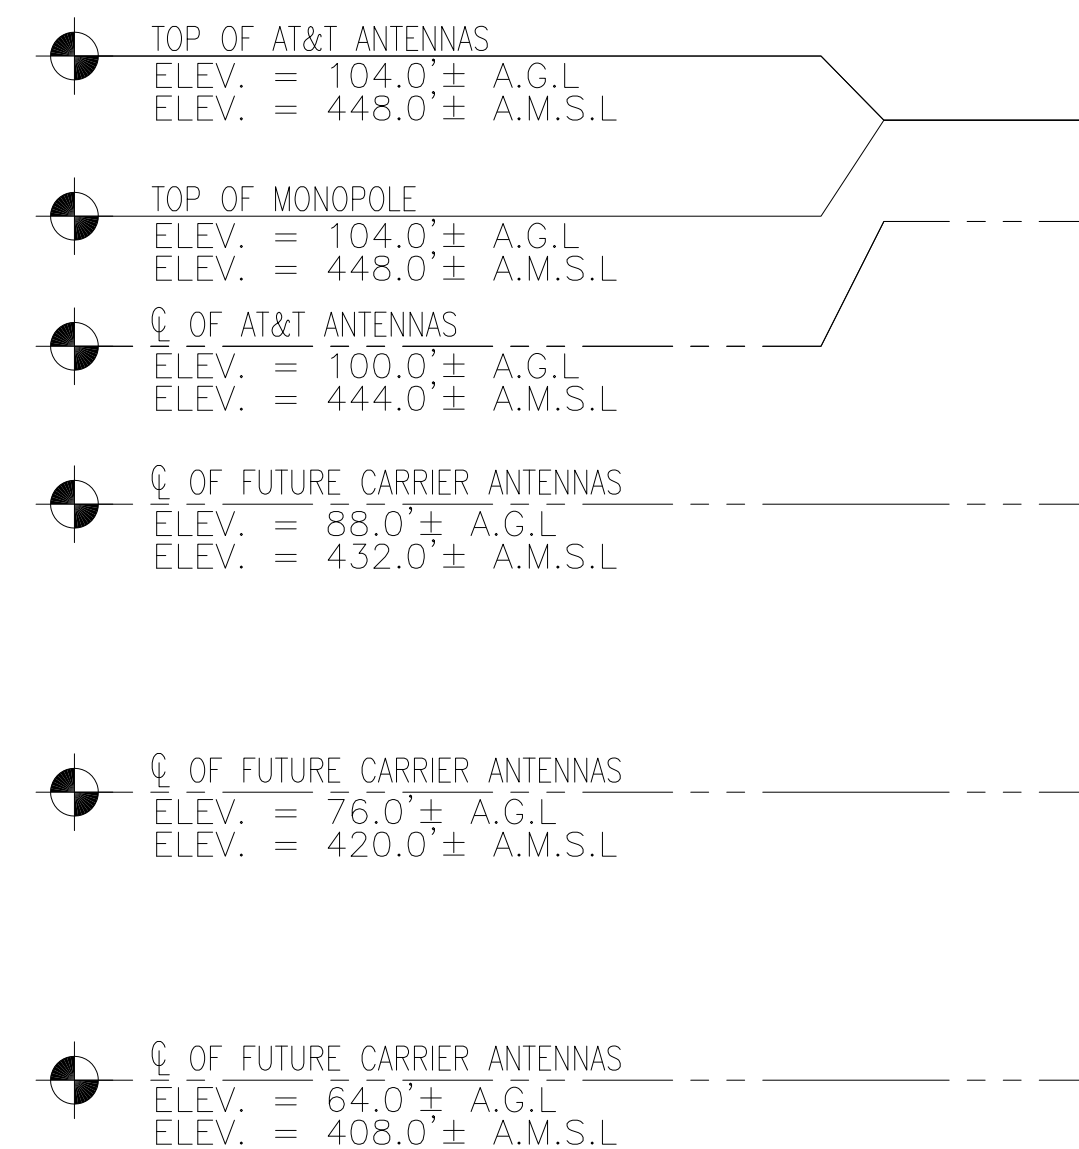 TOP OF AT&T ANTENNAS
ELEV. = 104.0'± A.G.L
ELEV. = 448.0'± A.M.S.L
TOP OF MONOPOLE
ELEV. = 104.0'± A.G.L
ELEV. = 448.0'± A.M.S.L
℄ OF AT&T ANTENNAS
ELEV. = 100.0'± A.G.L
ELEV. = 444.0'± A.M.S.L
℄ OF FUTURE CARRIER ANTENNAS
ELEV. = 88.0'± A.G.L
ELEV. = 432.0'± A.M.S.L
℄ OF FUTURE CARRIER ANTENNAS
ELEV. = 76.0'± A.G.L
ELEV. = 420.0'± A.M.S.L
℄ OF FUTURE CARRIER ANTENNAS
ELEV. = 64.0'± A.G.L
ELEV. = 408.0'± A.M.S.L